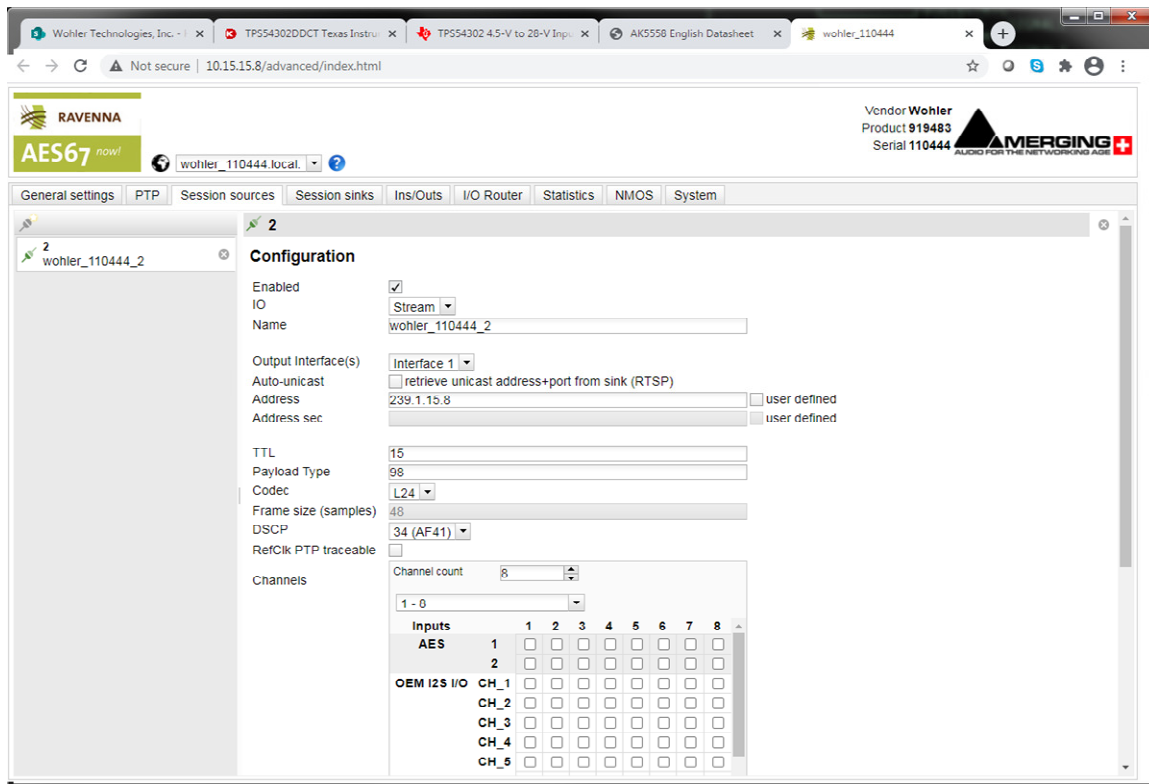 Wohler Technologies, Inc. - TPS54302DDCT Texas Instru TPS54302 4.5-V to 28-V Inpu AK5558 English Datasheet wohler_110444
Not secure | 10.15.15.8/advanced/index.html
RAVENNA
AES67 now!
wohler_110444.local.
Vendor Wohler
Product 919483
Serial 110444
MERGING
AUDIO FOR THE NETWORKING AGE
General settings PTP Session sources Session sinks Ins/Outs I/O Router Statistics NMOS System
2
wohler_110444_2
2
Configuration
Enabled
IO Stream
Name wohler_110444_2
Output Interface(s) Interface 1
Auto-unicast retrieve unicast address+port from sink (RTSP)
Address 239.1.15.8 user defined
Address sec user defined
TTL 15
Payload Type 98
Codec L24
Frame size (samples) 48
DSCP 34 (AF41)
RefClk PTP traceable
Channels
Channel count 8
1 - 8
Inputs 1 2 3 4 5 6 7 8
AES 1
2
OEM I2S I/O CH_1
CH_2
CH_3
CH_4
CH_5